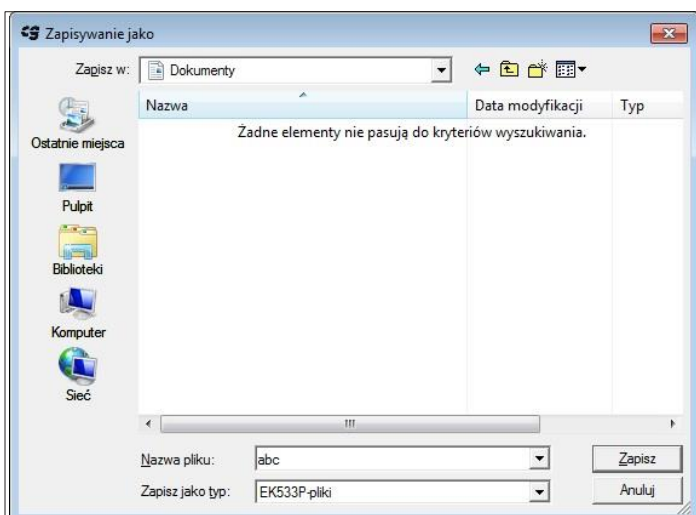 Zapisywanie jako
Zapisz w: Dokumenty
Nazwa Data modyfikacji Typ
Żadne elementy nie pasują do kryteriów wyszukiwania.
Ostatnie miejsca
Pulpit
Biblioteki
Komputer
Sieć
Nazwa pliku: abc Zapisz
Zapisz jako typ: EK533P-pliki Anuluj